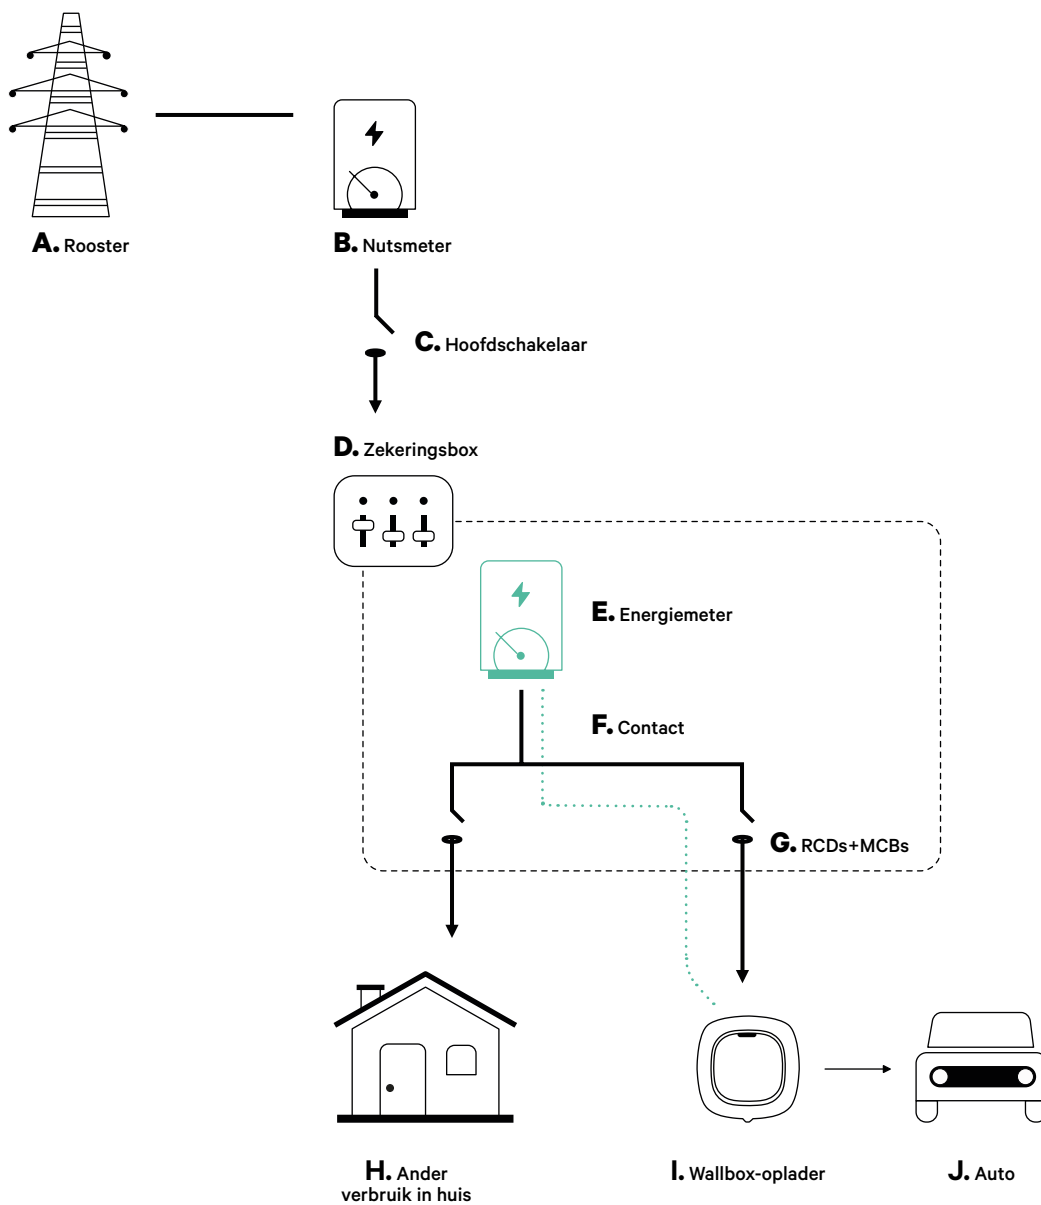 A. Rooster
B. Nutsmeter
C. Hoofdschakelaar
D. Zekeringsbox
E. Energiemeter
F. Contact
G. RCDs+MCBs
H. Ander
verbruik in huis
I. Wallbox-oplader
J. Auto